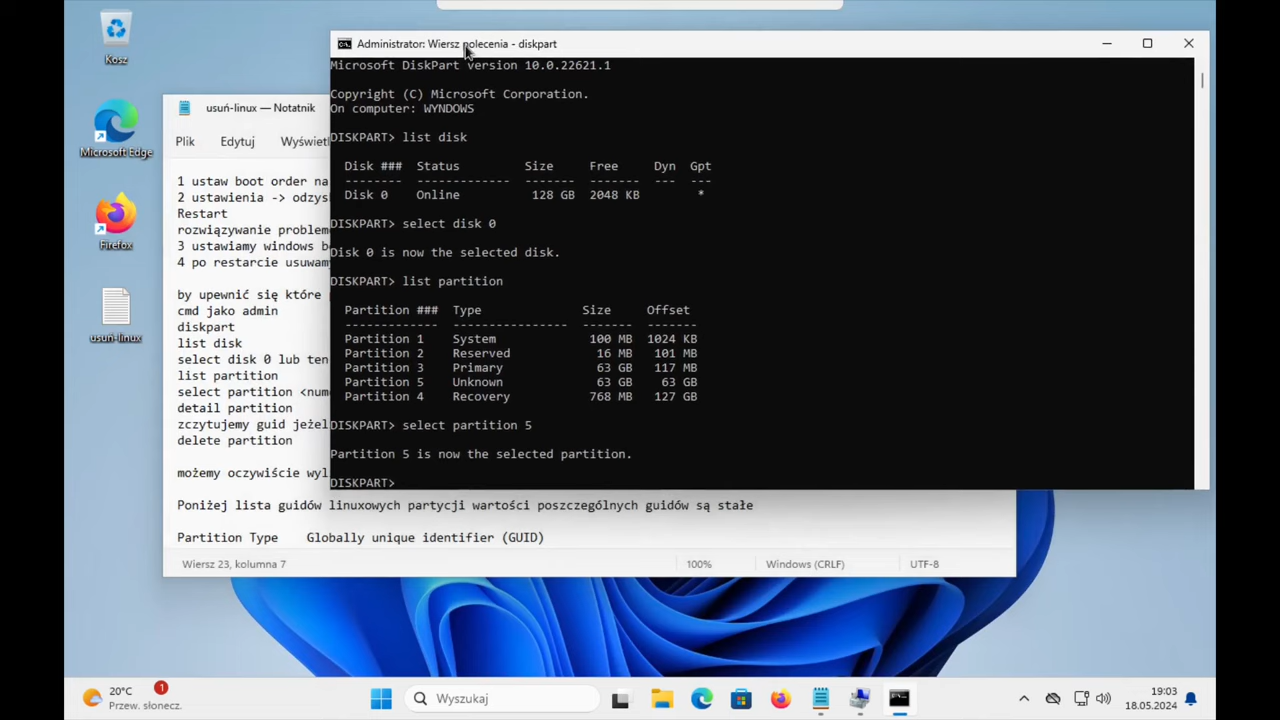 Kosz
Microsoft Edge
Firefox
usuń-linux
Administrator: Wiersz polecenia - diskpart
Microsoft DiskPart version 10.0.22621.1
Copyright (C) Microsoft Corporation.
On computer: WYNDOWS
DISKPART> list disk
Disk ### Status Size Free Dyn Gpt
-------- ------------- ------- ------- --- ---
Disk 0 Online 128 GB 2048 KB *
DISKPART> select disk 0
Disk 0 is now the selected disk.
DISKPART> list partition
Partition ### Type Size Offset
------------- ---------------- ------- -------
Partition 1 System 100 MB 1024 KB
Partition 2 Reserved 16 MB 101 MB
Partition 3 Primary 63 GB 117 MB
Partition 5 Unknown 63 GB 63 GB
Partition 4 Recovery 768 MB 127 GB
DISKPART> select partition 5
Partition 5 is now the selected partition.
DISKPART>
usuń-linux — Notatnik
Plik Edytuj
1 ustaw boot order na
2 ustawienia -> 
Restart
rozwiązywanie
3 ustawiamy windows
4 po restarcie
by upewnić się które
cmd jako admin
diskpart
list disk
select disk 0 lub ten
list partition
select partition
detail partition
zczytujemy guid
delete partition
możemy oczywiście
Poniżej lista guidów linuxowych partycji wartości poszczególnych guidów są stałe
Partition Type Globally unique identifier (GUID)
Wiersz 23, kolumna 7 100% Windows (CRLF) UTF-8
20°C
Przew. słonecz.
1
Wyszukaj
19:03
18.05.2024